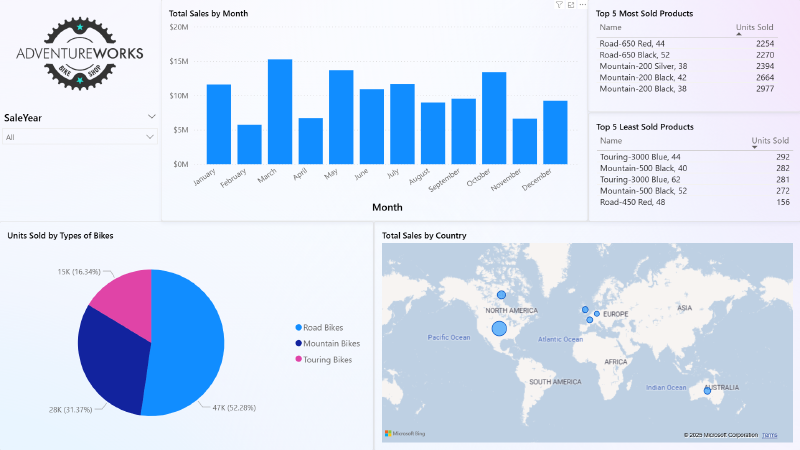 ADVENTUREWORKS
BIKE SHOP
SaleYear
All
Total Sales by Month
$20M
$15M
$10M
$5M
$0M
January
February
March
April
May
June
July
August
September
October
November
December
Month
Top 5 Most Sold Products
Name Units Sold
Road-650 Red, 44 2254
Road-650 Black, 52 2270
Mountain-200 Silver, 38 2394
Mountain-200 Black, 42 2664
Mountain-200 Black, 38 2977
Top 5 Least Sold Products
Name Units Sold
Touring-3000 Blue, 44 292
Mountain-500 Black, 40 282
Touring-3000 Blue, 62 281
Mountain-500 Black, 52 272
Road-450 Red, 48 156
Units Sold by Types of Bikes
15K (16.34%)
28K (31.37%)
47K (52.28%)
Road Bikes
Mountain Bikes
Touring Bikes
Total Sales by Country
NORTH AMERICA
EUROPE
ASIA
Pacific Ocean
Atlantic Ocean
AFRICA
SOUTH AMERICA
Indian Ocean
AUSTRALIA
Microsoft Bing
© 2025 Microsoft Corporation Terms